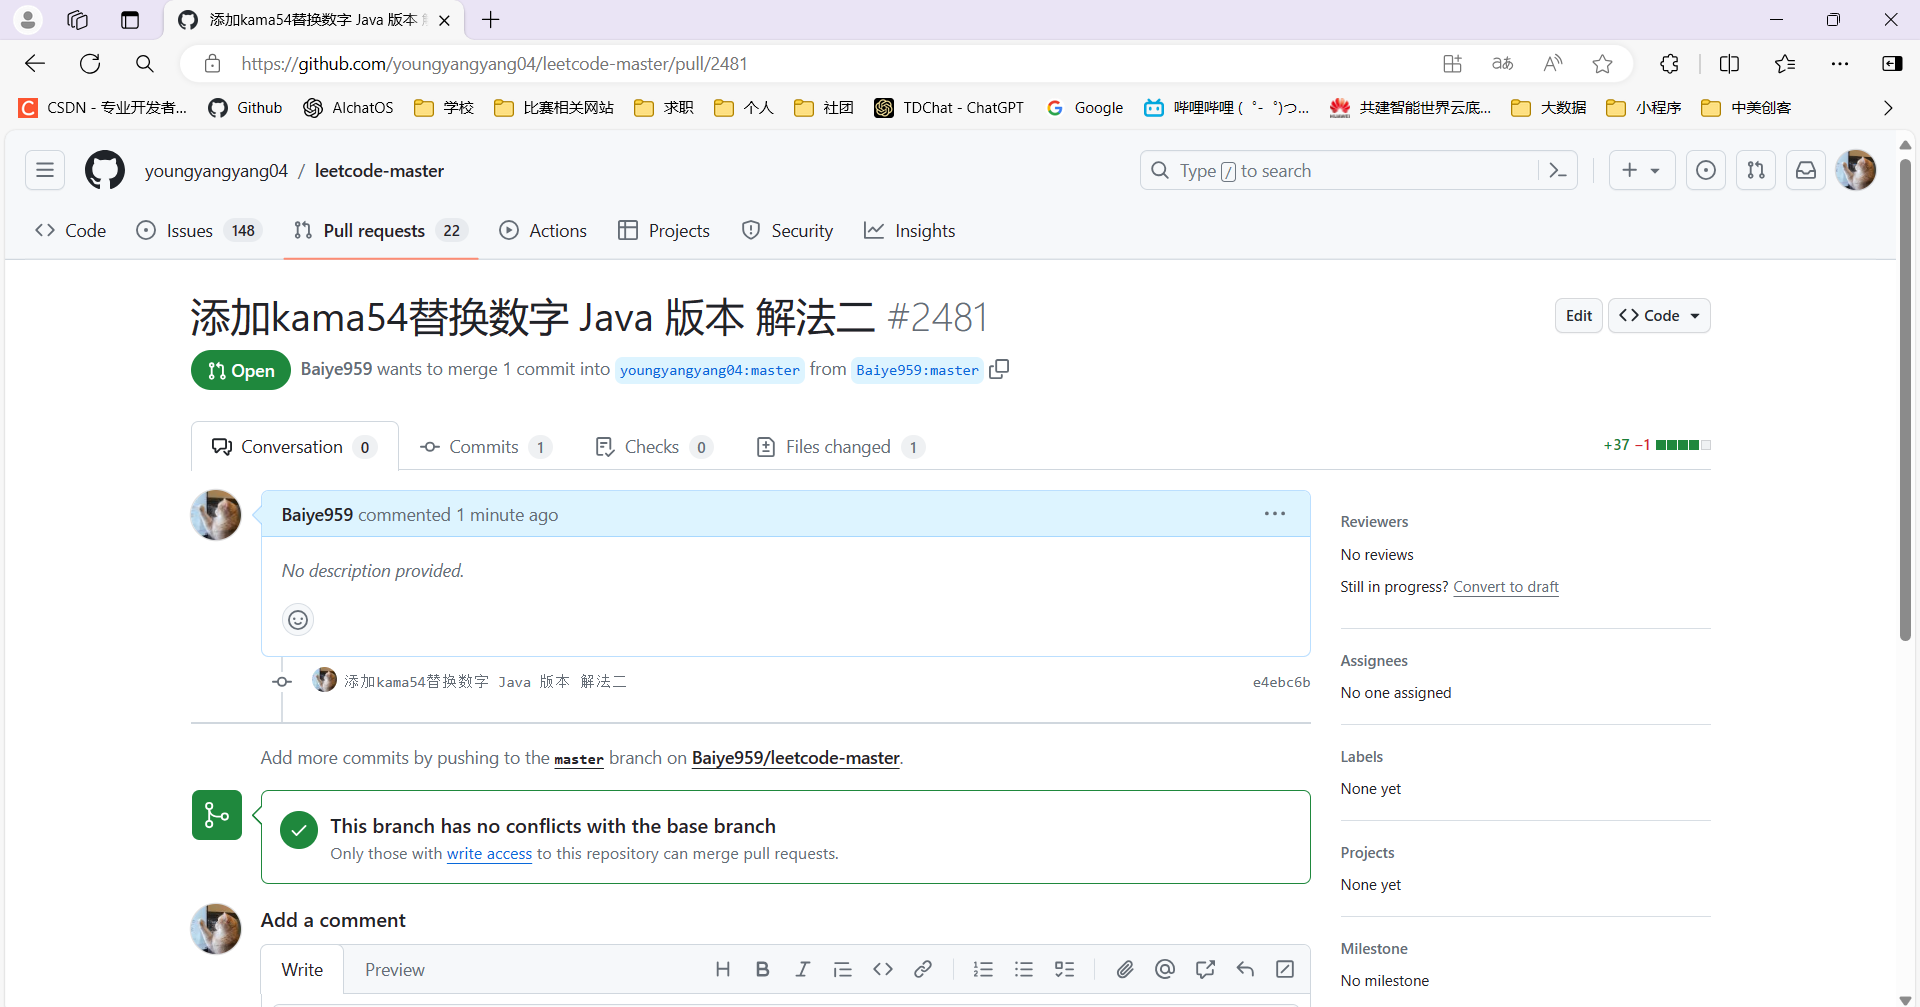 添加kama54替换数字 Java 版本
https://github.com/youngyangyang04/leetcode-master/pull/2481
CSDN - 专业开发者... Github AIchatOS 学校 比赛相关网站 求职 个人 社团 TDChat - ChatGPT Google 哔哩哔哩 (゜-゜)つ... 共建智能世界云底... 大数据 小程序 中美创客
youngyangyang04 / leetcode-master Type / to search
Code Issues 148 Pull requests 22 Actions Projects Security Insights
添加kama54替换数字 Java 版本 解法二 #2481 Edit Code
Open Baiye959 wants to merge 1 commit into youngyangyang04:master from Baiye959:master
Conversation 0 Commits 1 Checks 0 Files changed 1 +37 −1
Baiye959 commented 1 minute ago
No description provided.
添加kama54替换数字 Java 版本 解法二 e4ebc6b
Add more commits by pushing to the master branch on Baiye959/leetcode-master.
This branch has no conflicts with the base branch
Only those with write access to this repository can merge pull requests.
Add a comment
Write Preview
Reviewers
No reviews
Still in progress? Convert to draft
Assignees
No one assigned
Labels
None yet
Projects
None yet
Milestone
No milestone